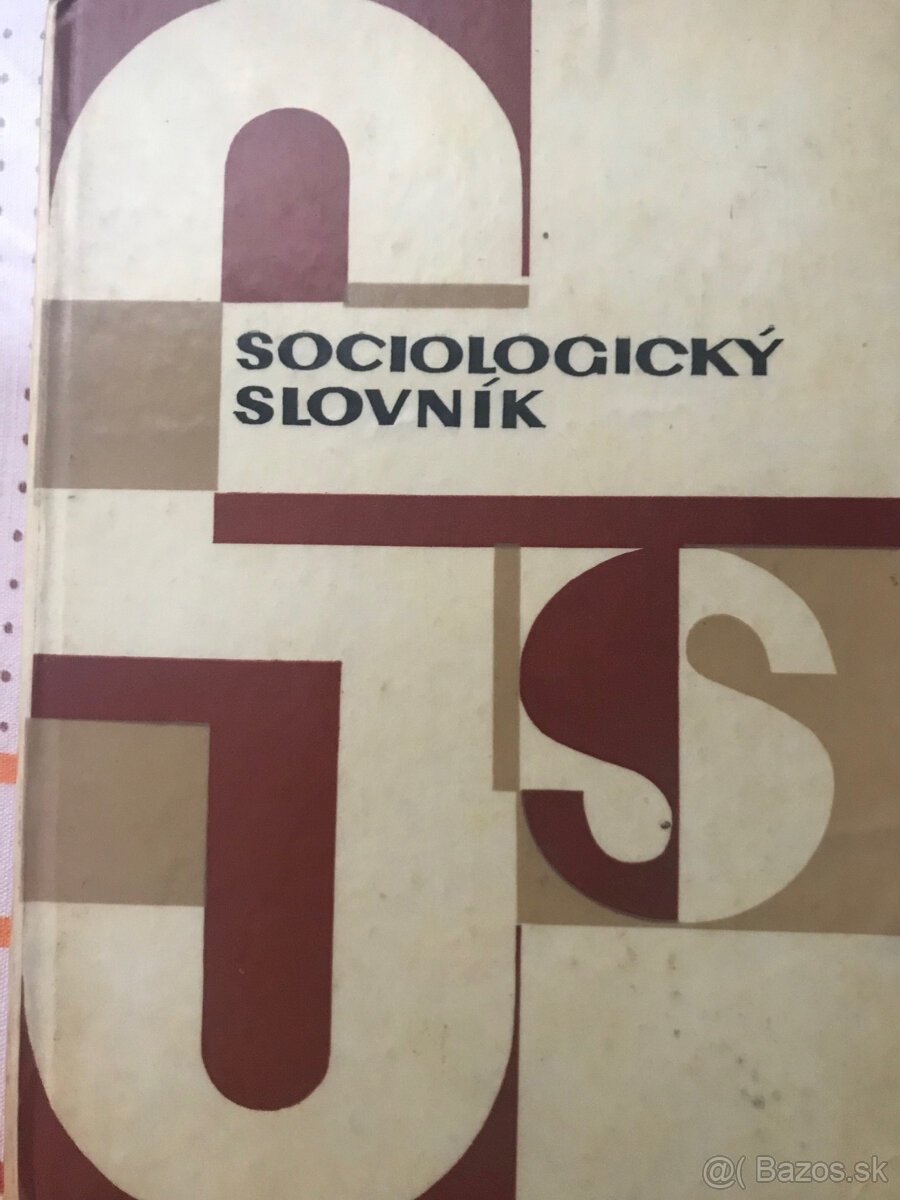 SOCIOLOGICKÝ
SLOVNÍK
S
S
@( Bazos.sk